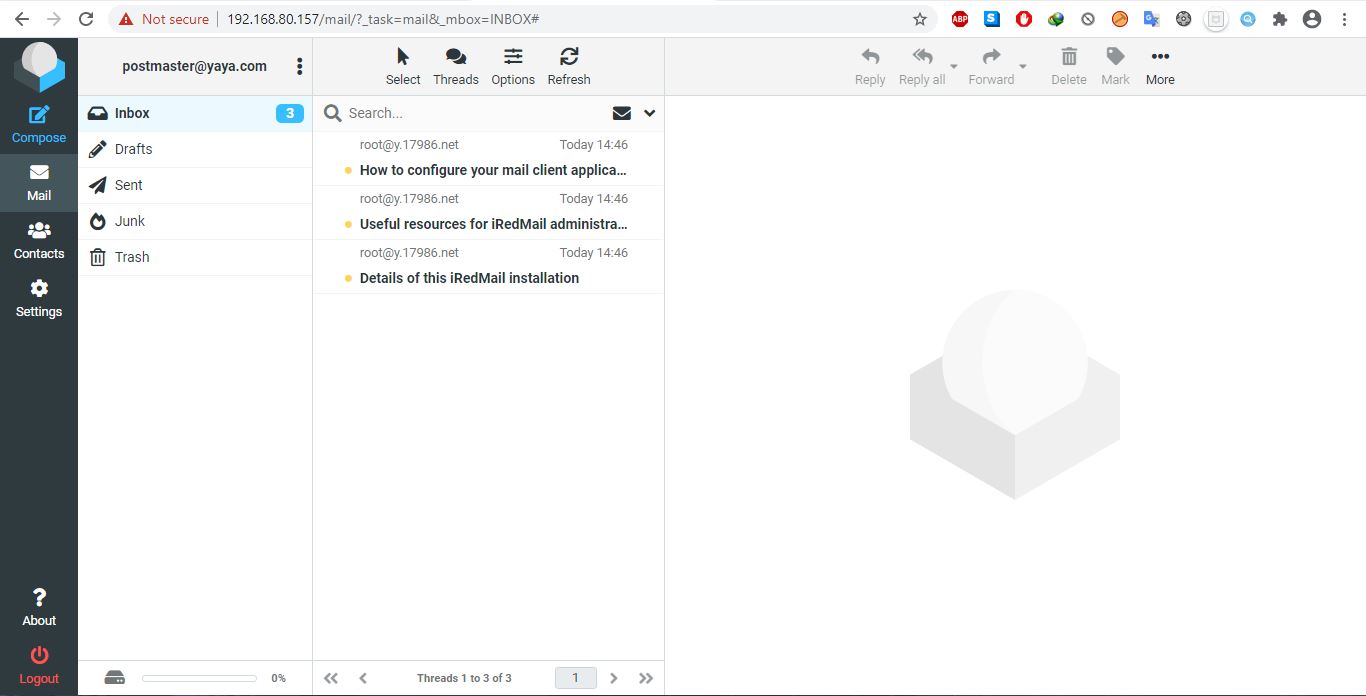 Not secure 192.168.80.157/mail/?_task=mail&_mbox=INBOX#
ABP
S
postmaster@yaya.com
Compose
Mail
Contacts
Settings
About
Logout
Inbox 3
Drafts
Sent
Junk
Trash
0%
Select Threads Options Refresh
Search...
root@y.17986.net Today 14:46
How to configure your mail client applica...
root@y.17986.net Today 14:46
Useful resources for iRedMail administra...
root@y.17986.net Today 14:46
Details of this iRedMail installation
Threads 1 to 3 of 3 1
Reply Reply all Forward Delete Mark More